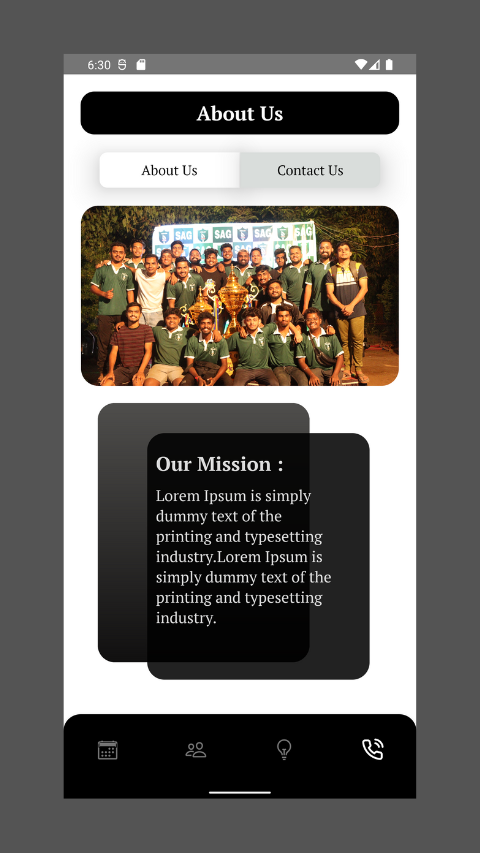 6:30
About Us
About Us
Contact Us
SAG
SAG
SAG
SAG
Our Mission :
Lorem Ipsum is simply
dummy text of the
printing and typesetting
industry.Lorem Ipsum is
simply dummy text of the
printing and typesetting
industry.